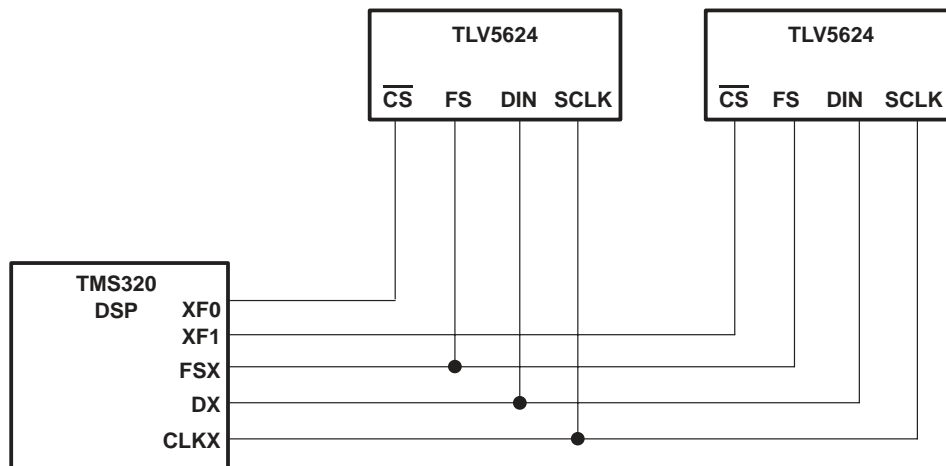 TLV5624
CS FS DIN SCLK
TLV5624
CS FS DIN SCLK
TMS320
DSP
XF0
XF1
FSX
DX
CLKX